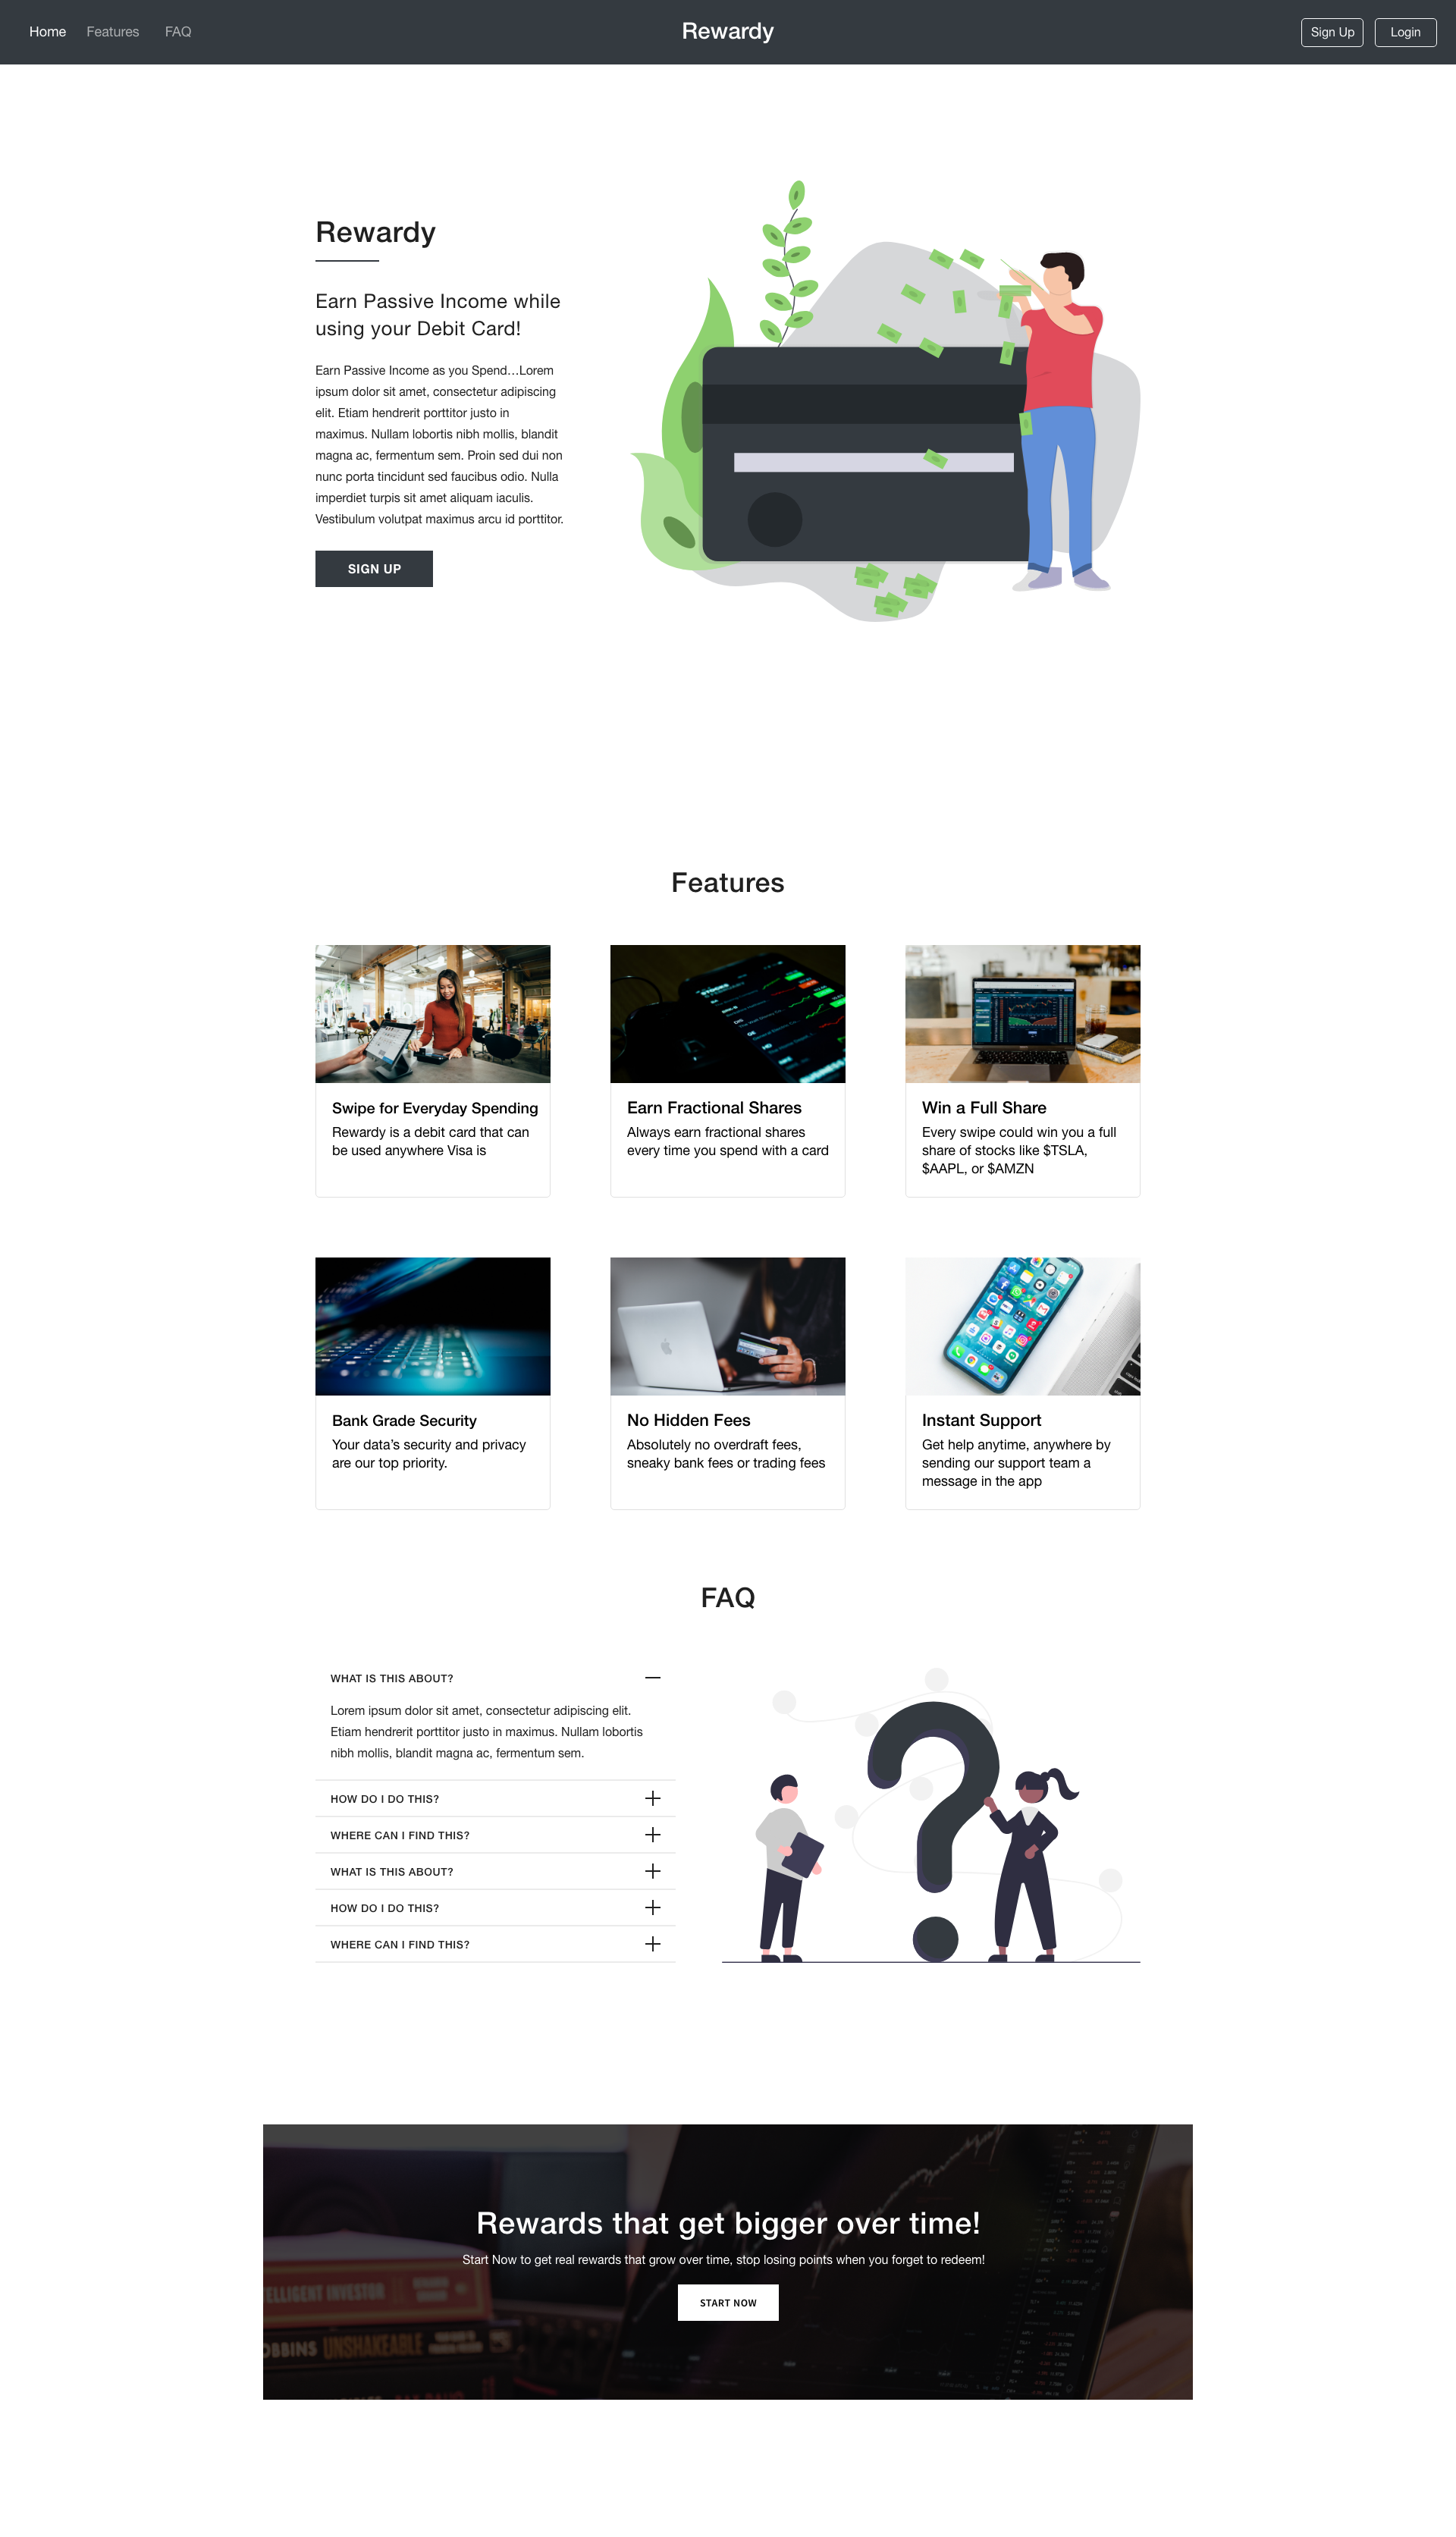 Home Features FAQ
Rewardy
Sign Up Login
Rewardy
Earn Passive Income while
using your Debit Card!
Earn Passive Income as you Spend...Lorem
ipsum dolor sit amet, consectetur adipiscing
elit. Etiam hendrerit porttitor justo in
maximus. Nullam lobortis nibh mollis, blandit
magna ac, fermentum sem. Proin sed dui non
nunc porta tincidunt sed faucibus odio. Nulla
imperdiet turpis sit amet aliquam iaculis.
Vestibulum volutpat maximus arcu id porttitor.
SIGN UP
Features
Swipe for Everyday Spending
Rewardy is a debit card that can
be used anywhere Visa is
Earn Fractional Shares
Always earn fractional shares
every time you spend with a card
Win a Full Share
Every swipe could win you a full
share of stocks like $TSLA,
$AAPL, or $AMZN
Bank Grade Security
Your data’s security and privacy
are our top priority.
No Hidden Fees
Absolutely no overdraft fees,
sneaky bank fees or trading fees
Instant Support
Get help anytime, anywhere by
sending our support team a
message in the app
FAQ
WHAT IS THIS ABOUT?
Lorem ipsum dolor sit amet, consectetur adipiscing elit.
Etiam hendrerit porttitor justo in maximus. Nullam lobortis
nibh mollis, blandit magna ac, fermentum sem.
HOW DO I DO THIS?
WHERE CAN I FIND THIS?
WHAT IS THIS ABOUT?
HOW DO I DO THIS?
WHERE CAN I FIND THIS?
Rewards that get bigger over time!
Start Now to get real rewards that grow over time, stop losing points when you forget to redeem!
START NOW
ELLIGENT INVESTOR
OBBINS UNSHAKEABLE